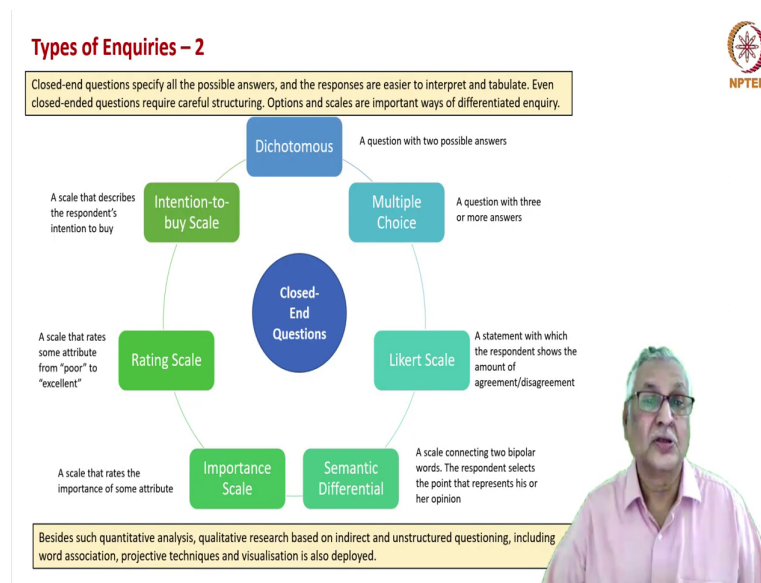 Types of Enquiries – 2
NPTEL
Closed-end questions specify all the possible answers, and the responses are easier to interpret and tabulate. Even
closed-ended questions require careful structuring. Options and scales are important ways of differentiated enquiry.
Dichotomous
A question with two possible answers
Multiple
Choice
A question with three
or more answers
Likert Scale
A statement with which
the respondent shows the
amount of
agreement/disagreement
Semantic
Differential
A scale connecting two bipolar
words. The respondent selects
the point that represents his or
her opinion
Importance
Scale
A scale that rates the
importance of some attribute
Rating Scale
A scale that rates
some attribute
from “poor” to
“excellent”
Intention-to-
buy Scale
A scale that describes
the respondent’s
intention to buy
Closed-
End
Questions
Besides such quantitative analysis, qualitative research based on indirect and unstructured questioning, including
word association, projective techniques and visualisation is also deployed.